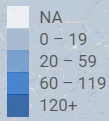 NA
0 – 19
20 – 59
60 – 119
120+